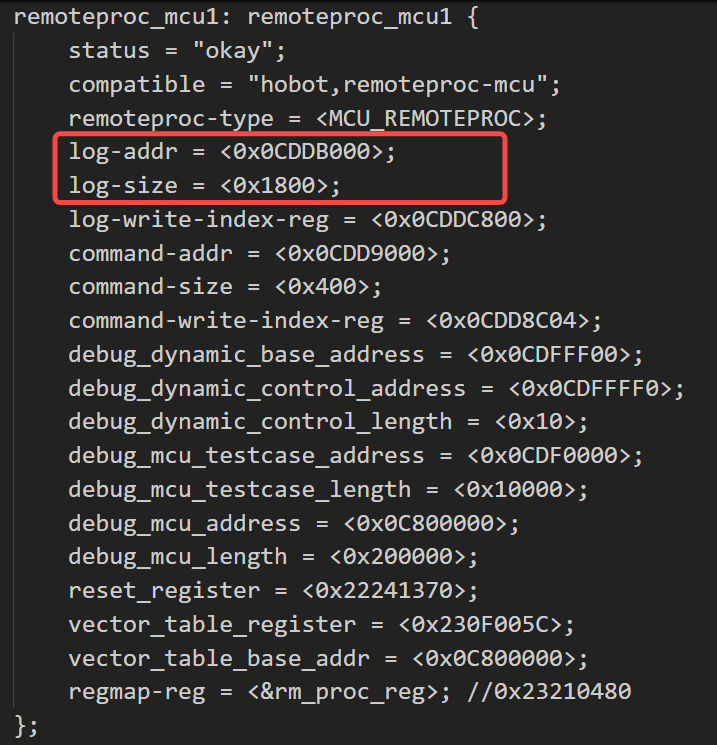 remoteproc_mcu1: remoteproc_mcu1 {
status = "okay";
compatible = "hobot,remoteproc-mcu";
remoteproc-type = <MCU_REMOTEPROC>;
log-addr = <0x0CDDB000>;
log-size = <0x1800>;
log-write-index-reg = <0x0CDDC800>;
command-addr = <0x0CDD9000>;
command-size = <0x400>;
command-write-index-reg = <0x0CDD8C04>;
debug_dynamic_base_address = <0x0CDFFF00>;
debug_dynamic_control_address = <0x0CDFFFF0>;
debug_dynamic_control_length = <0x10>;
debug_mcu_testcase_address = <0x0CDF0000>;
debug_mcu_testcase_length = <0x10000>;
debug_mcu_address = <0x0C800000>;
debug_mcu_length = <0x200000>;
reset_register = <0x22241370>;
vector_table_register = <0x230F005C>;
vector_table_base_addr = <0x0C800000>;
regmap-reg = <&rm_proc_reg>; //0x23210480
};